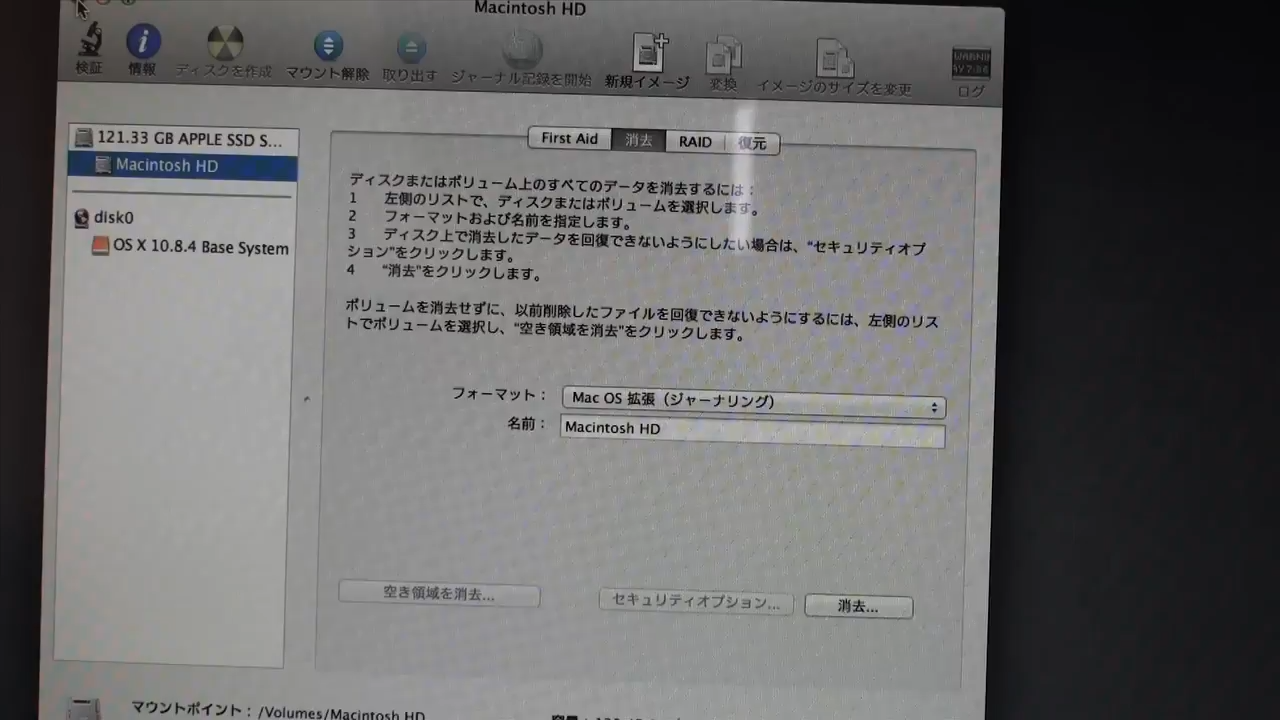 Macintosh HD
検証 情報 ディスクを作成 マウント解除 取り出す ジャーナル記録を開始 新規イメージ 変換 イメージのサイズを変更 ログ
121.33 GB APPLE SSD S...
Macintosh HD
disk0
OS X 10.8.4 Base System
First Aid 消去 RAID 復元
ディスクまたはボリューム上のすべてのデータを消去するには：
1 左側のリストで、ディスクまたはボリュームを選択します。
2 フォーマットおよび名前を指定します。
3 ディスク上で消去したデータを回復できないようにしたい場合は、“セキュリティオプ
ション”をクリックします。
4 “消去”をクリックします。
ボリュームを消去せずに、以前削除したファイルを回復できないようにするには、左側のリス
トでボリュームを選択し、“空き領域を消去”をクリックします。
フォーマット： Mac OS 拡張（ジャーナリング）
名前： Macintosh HD
空き領域を消去... セキュリティオプション... 消去...
マウントポイント：/Volumes/Macintosh HD